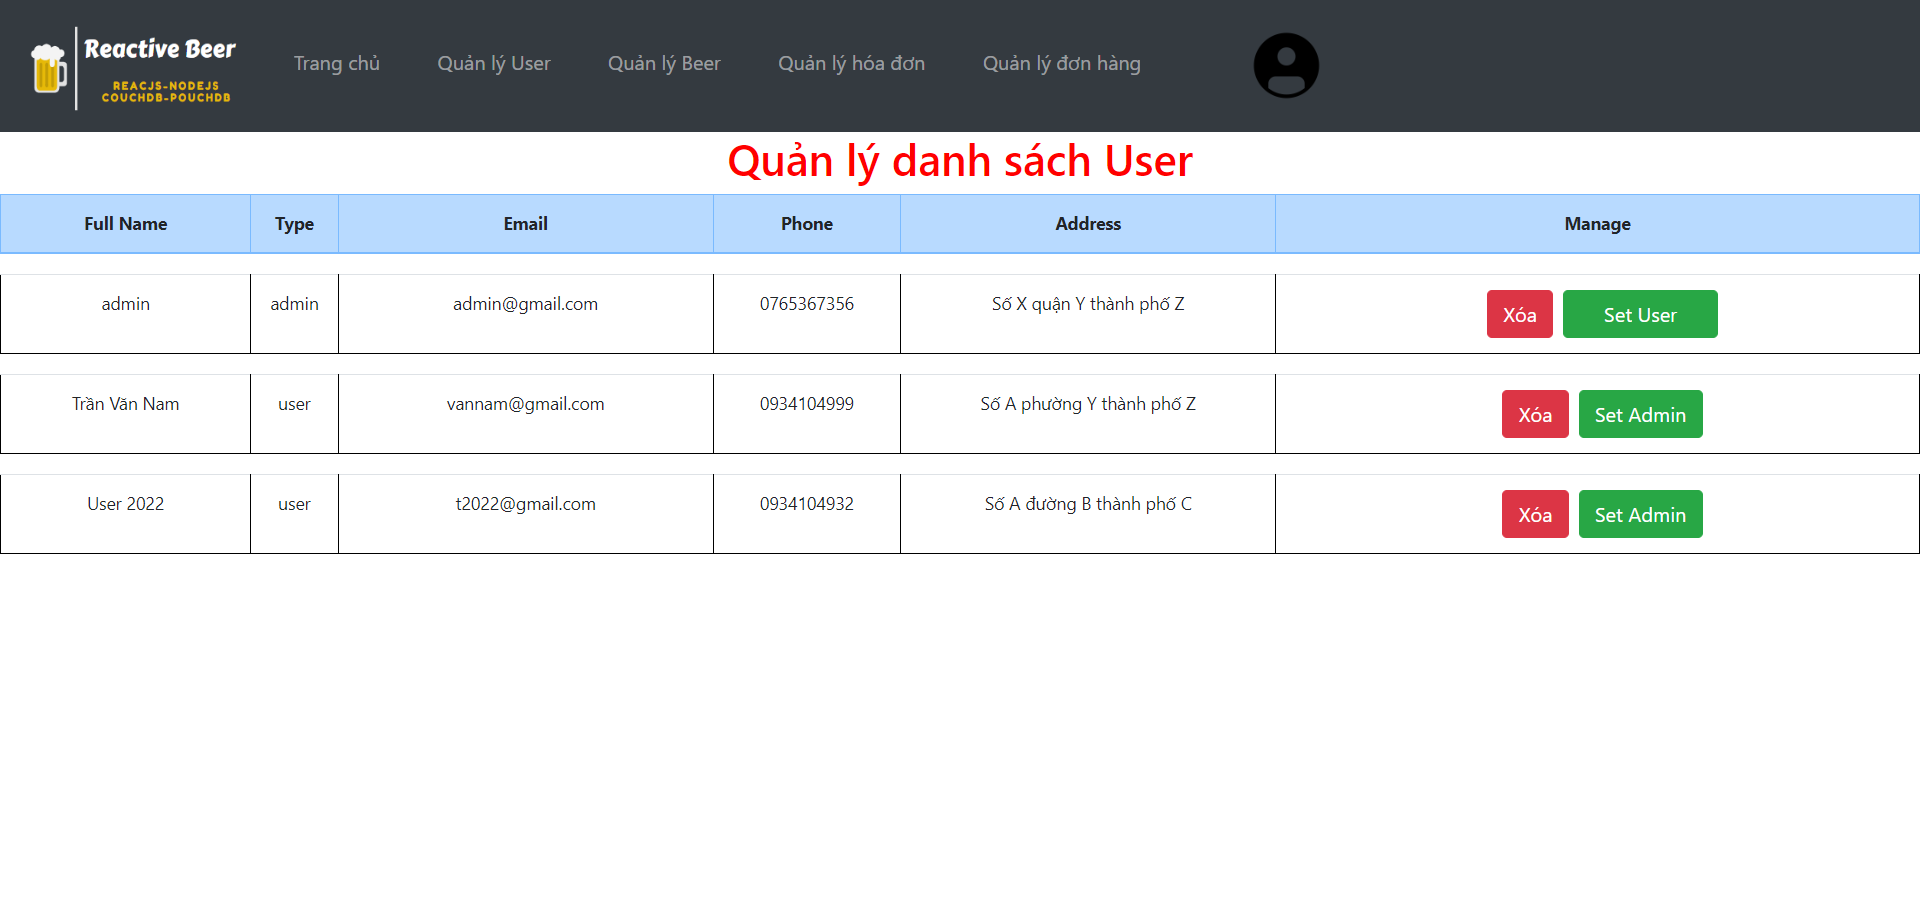 Reactive Beer
REACJS-NODEJS
COUCHDB-POUCHDB
Trang chủ Quản lý User Quản lý Beer Quản lý hóa đơn Quản lý đơn hàng
Quản lý danh sách User
Full Name Type Email Phone Address Manage
admin admin admin@gmail.com 0765367356 Số X quận Y thành phố Z Xóa Set User
Trần Văn Nam user vannam@gmail.com 0934104999 Số A phường Y thành phố Z Xóa Set Admin
User 2022 user t2022@gmail.com 0934104932 Số A đường B thành phố C Xóa Set Admin